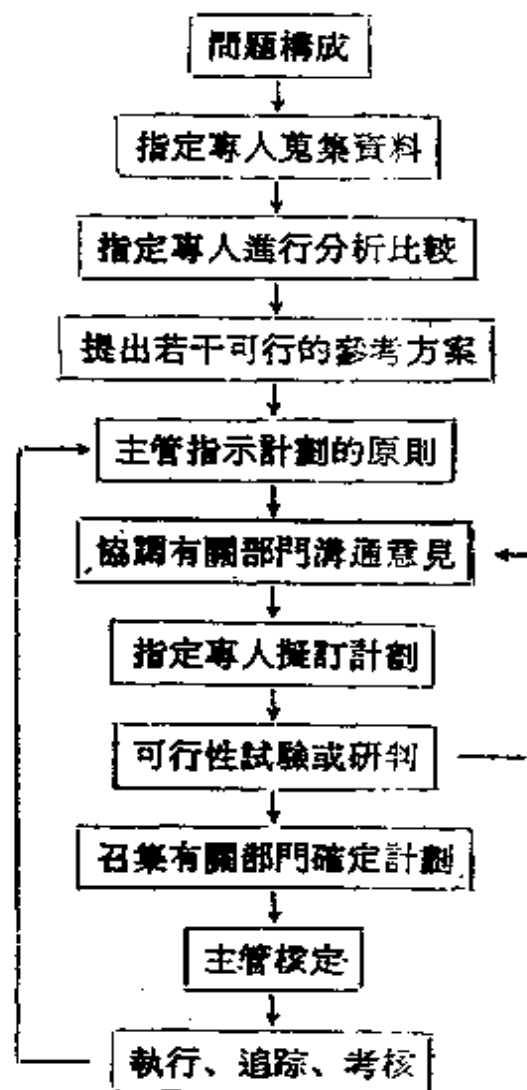 問題構成
指定專人蒐集資料
指定專人進行分析比較
提出若干可行的參考方案
主管指示計劃的原則
協調有關部門溝通意見
指定專人擬訂計劃
可行性試驗或研判
召集有關部門確定計劃
主管核定
執行、追踪、考核